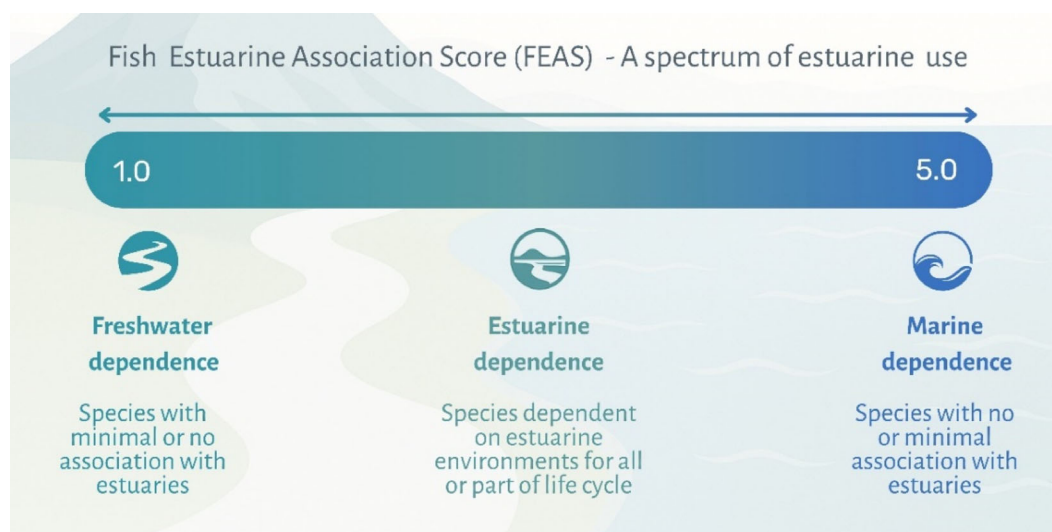 Fish Estuarine Association Score (FEAS) - A spectrum of estuarine use
1.0
5.0
Freshwater
dependence
Species with
minimal or no
association with
estuaries
Estuarine
dependence
Species dependent
on estuarine
environments for all
or part of life cycle
Marine
dependence
Species with no
or minimal
association with
estuaries